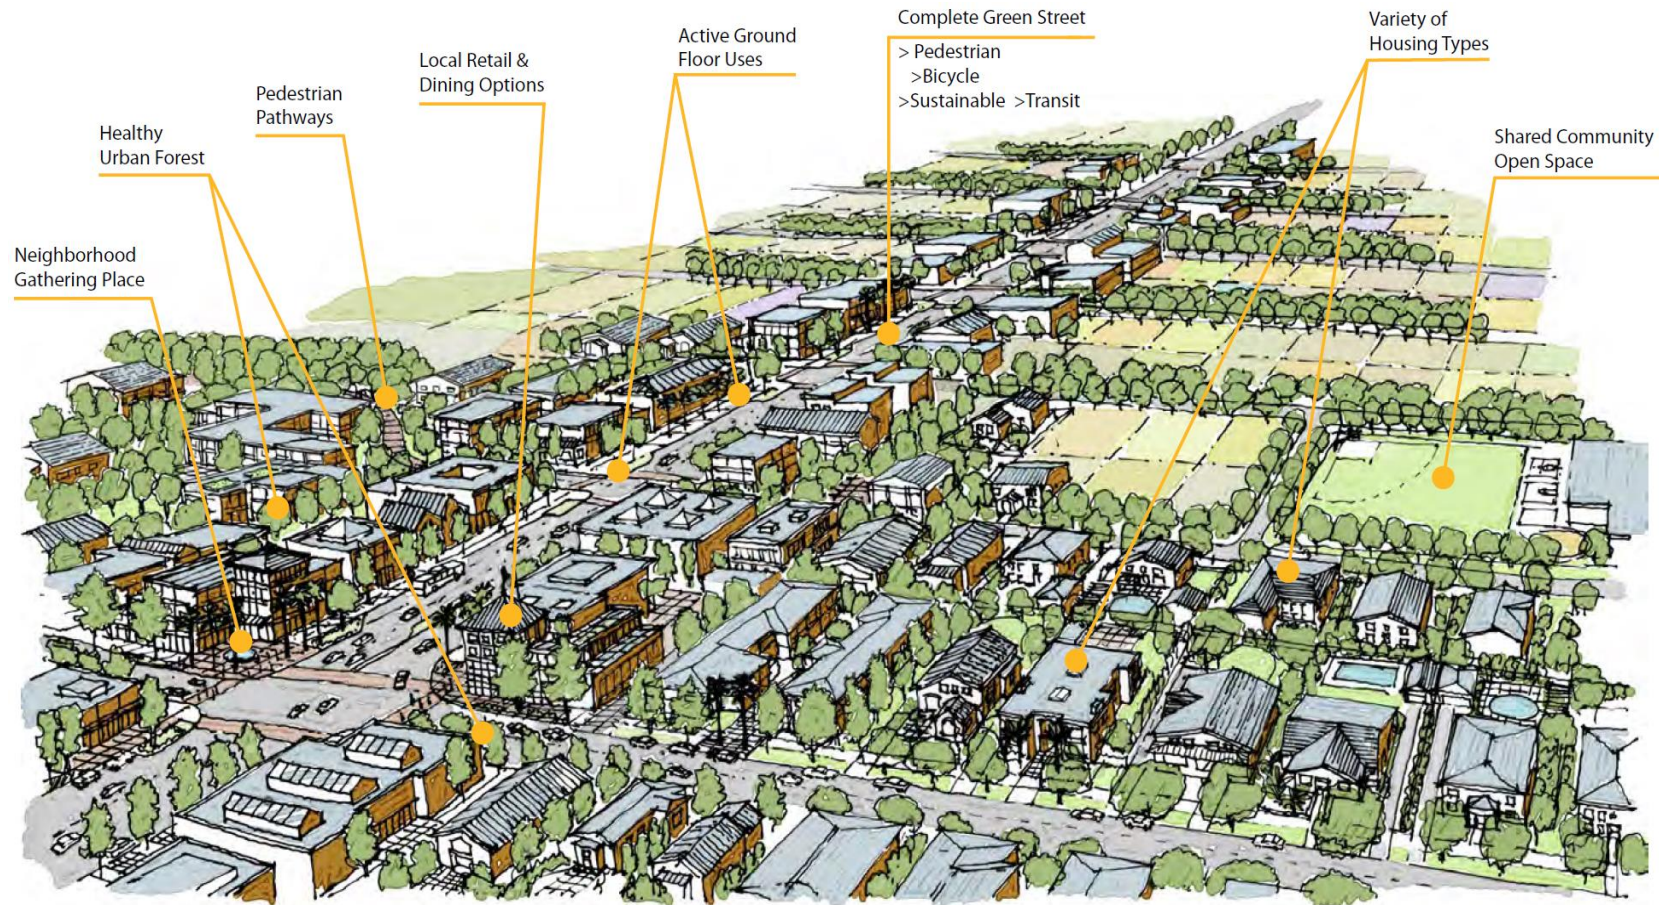 Complete Green Street
> Pedestrian
>Bicycle
>Sustainable >Transit
Variety of
Housing Types
Active Ground
Floor Uses
Local Retail &
Dining Options
Pedestrian
Pathways
Healthy
Urban Forest
Shared Community
Open Space
Neighborhood
Gathering Place